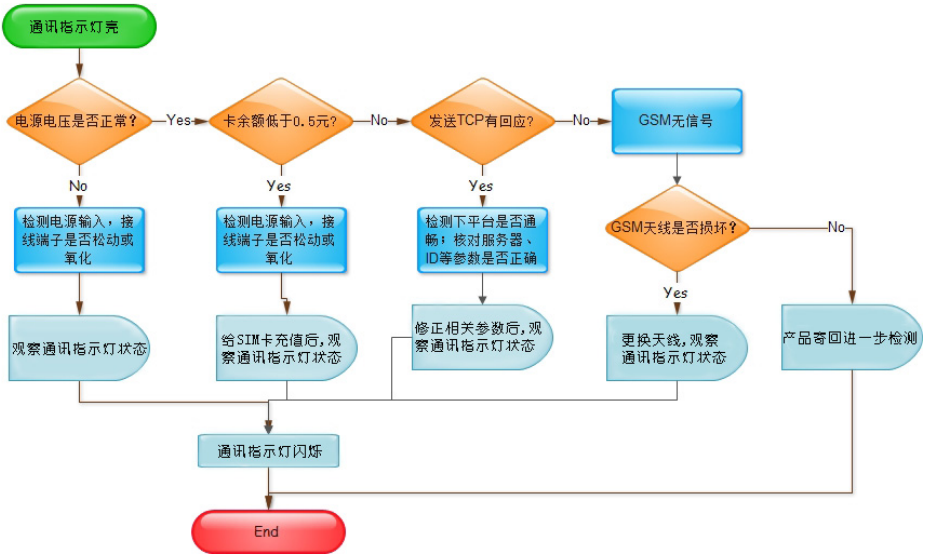 通讯指示灯亮
电源电压是否正常?
Yes
卡余额低于0.5元?
No
发送TCP有回应?
No
GSM无信号
No
Yes
Yes
检测电源输入，接
线端子是否松动或
氧化
检测电源输入，接
线端子是否松动或
氧化
检测下平台是否通
畅；核对服务器、
ID等参数是否正确
GSM天线是否损坏?
No
Yes
观察通讯指示灯状态
给SIM卡充值后,观
察通讯指示灯状态
修正相关参数后,观
察通讯指示灯状态
更换天线,观察
通讯指示灯状态
产品寄回进一步检测
通讯指示灯闪烁
End